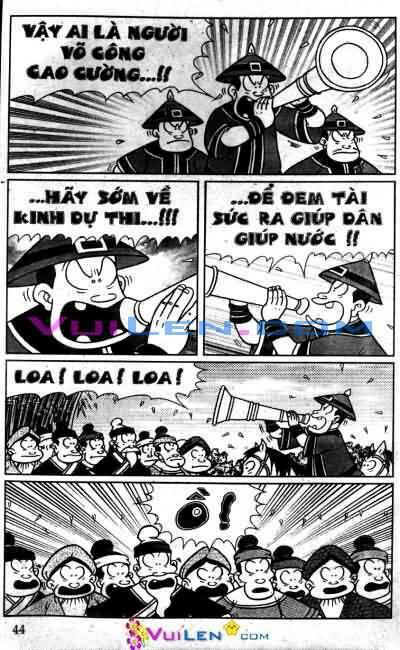 VẬY AI LÀ NGƯỜI
VÕ CÔNG
CAO CƯỜNG...!!
...HÃY SỚM VỀ
KINH DỰ THI...!!!
...ĐỂ ĐEM TÀI
SỨC RA GIÚP DÂN
GIÚP NƯỚC !!
VuiLen.com
LOA! LOA! LOA!
Ồ!
44
VuiLen.com